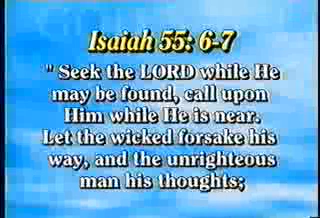 Isaiah 55: 6-7
" Seek the LORD while He
may be found, call upon
Him while He is near.
Let the wicked forsake his
way, and the unrighteous
man his thoughts;